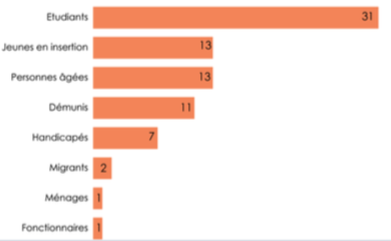 Etudiants 31
Jeunes en insertion 13
Personnes âgées 13
Démunis 11
Handicapés 7
Migrants 2
Ménages 1
Fonctionnaires 1